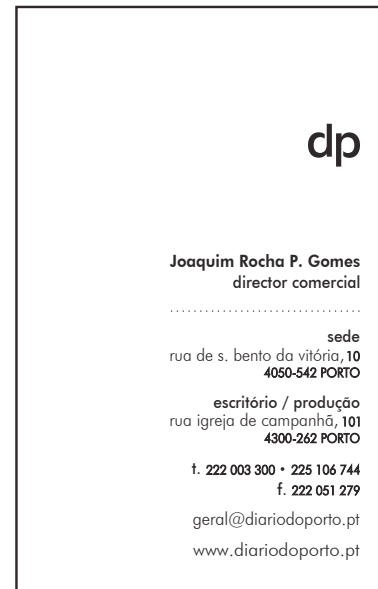 dp
Joaquim Rocha P. Gomes
director comercial
sede
rua de s. bento da vitória, 10
4050-542 PORTO
escritório / produção
rua igreja de campanhã, 101
4300-262 PORTO
t. 222 003 300 • 225 106 744
f. 222 051 279
geral@diariodoporto.pt
www.diariodoporto.pt